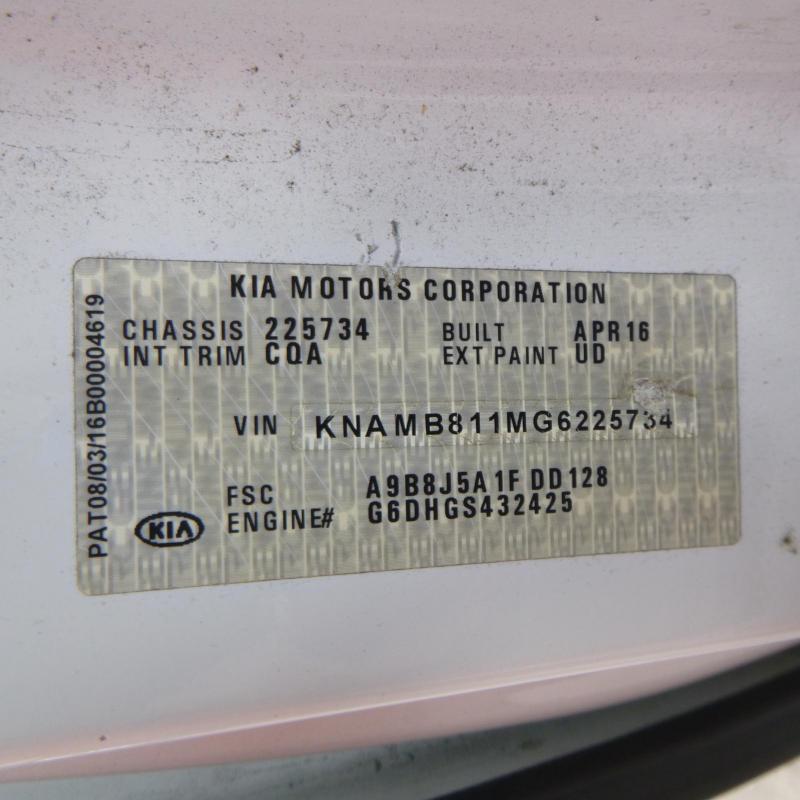 KIA MOTORS CORPORATION
CHASSIS 225734 BUILT APR16
INT TRIM CQA EXT PAINT UD
VIN KNAMB811MG6225734
FSC A9B8J5A1F DD128
ENGINE# G6DHGS432425
KIA
PAT08/03/16B00004619